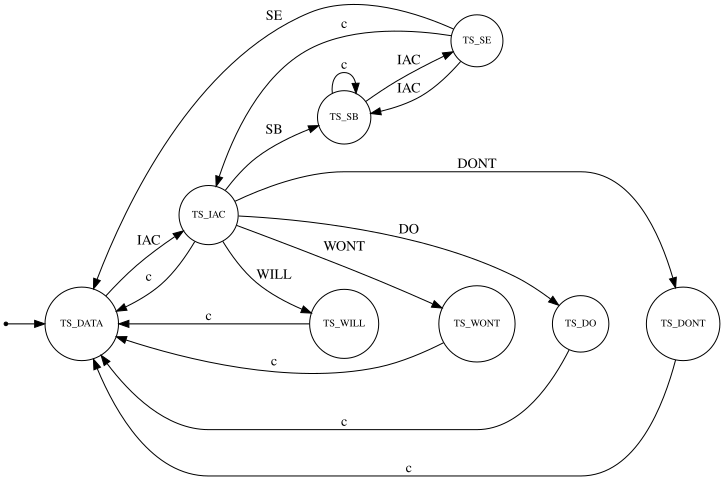 SE
c
TS_SE
IAC
c
IAC
TS_SB
SB
DONT
TS_IAC
DO
IAC
WONT
c
WILL
TS_DATA
c
TS_WILL
TS_WONT
TS_DO
TS_DONT
c
c
c